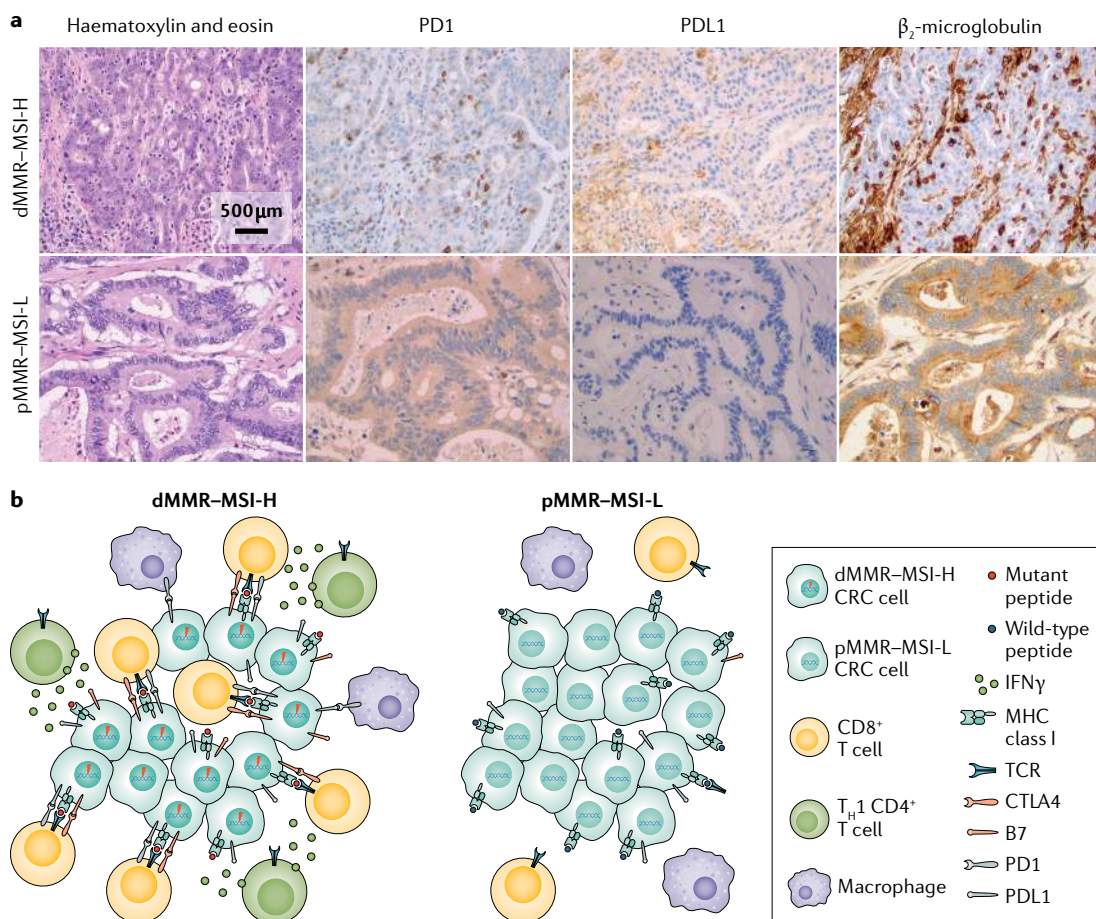 a
Haematoxylin and eosin
PD1
PDL1
β₂-microglobulin
dMMR–MSI-H
500 µm
pMMR–MSI-L
b
dMMR–MSI-H
pMMR–MSI-L
dMMR–MSI-H
CRC cell
pMMR–MSI-L
CRC cell
CD8⁺
T cell
T_H1 CD4⁺
T cell
Macrophage
Mutant
peptide
Wild-type
peptide
IFNγ
MHC
class I
TCR
CTLA4
B7
PD1
PDL1